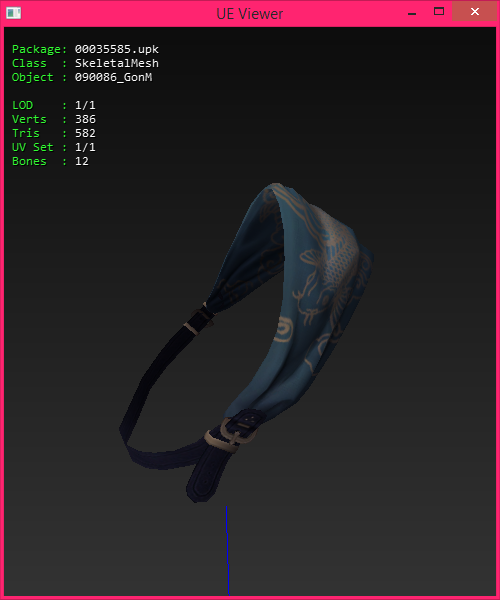 UE Viewer
Package: 00035585.upk
Class : SkeletalMesh
Object : 090086_GonM
LOD : 1/1
Verts : 386
Tris : 582
UV Set : 1/1
Bones : 12